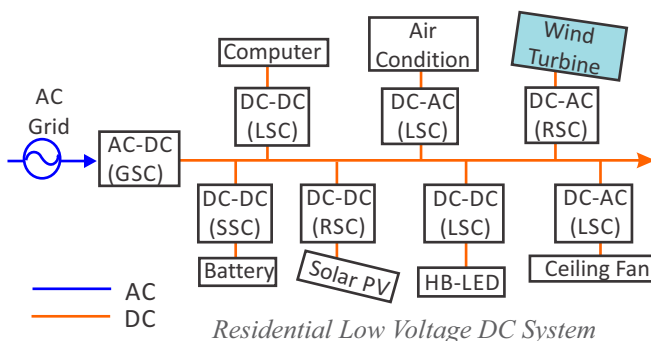 Computer
Air
Condition
Wind
Turbine
AC
Grid
AC-DC
(GSC)
DC-DC
(LSC)
DC-AC
(LSC)
DC-AC
(RSC)
DC-DC
(SSC)
DC-DC
(RSC)
DC-DC
(LSC)
DC-AC
(LSC)
Battery
Solar PV
HB-LED
Ceiling Fan
AC
DC
Residential Low Voltage DC System